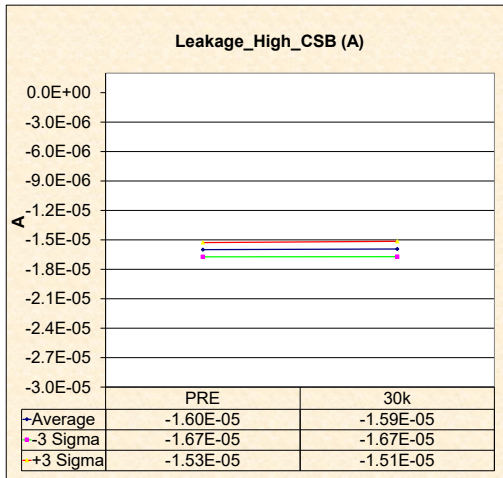 Leakage_High_CSB (A)
0.0E+00
-3.0E-06
-6.0E-06
-9.0E-06
-1.2E-05
-1.5E-05
-1.8E-05
-2.1E-05
-2.4E-05
-2.7E-05
-3.0E-05
A
PRE 30k
Average -1.60E-05 -1.59E-05
-3 Sigma -1.67E-05 -1.67E-05
+3 Sigma -1.53E-05 -1.51E-05